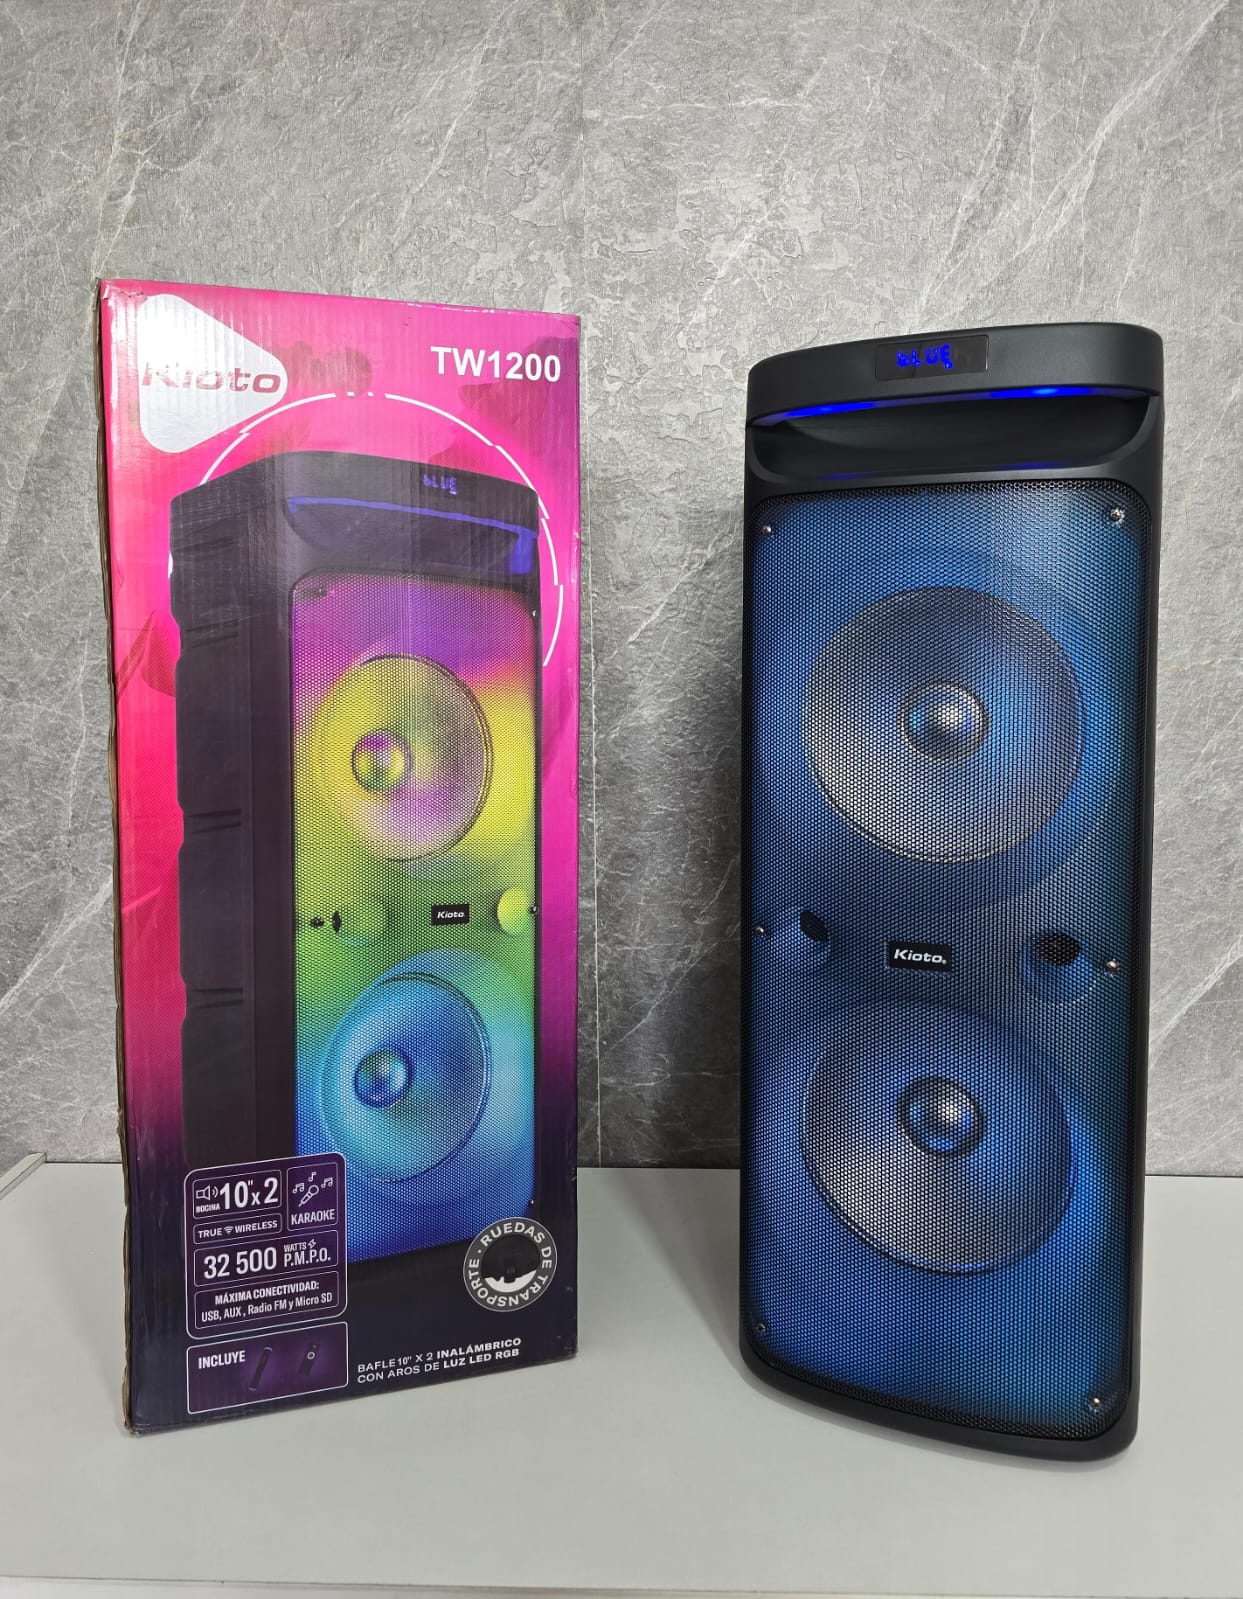 Kioto
TW1200
bLUE
Kioto
BOCINA
10" x 2
TRUE WIRELESS
KARAOKE
32 500 WATTS P.M.P.O.
MÁXIMA CONECTIVIDAD:
USB, AUX, Radio FM y Micro SD
INCLUYE
BAFLE 10" X 2 INALÁMBRICO
CON AROS DE LUZ LED RGB
RUEDAS DE TRANSPORTE
bLUE
Kioto